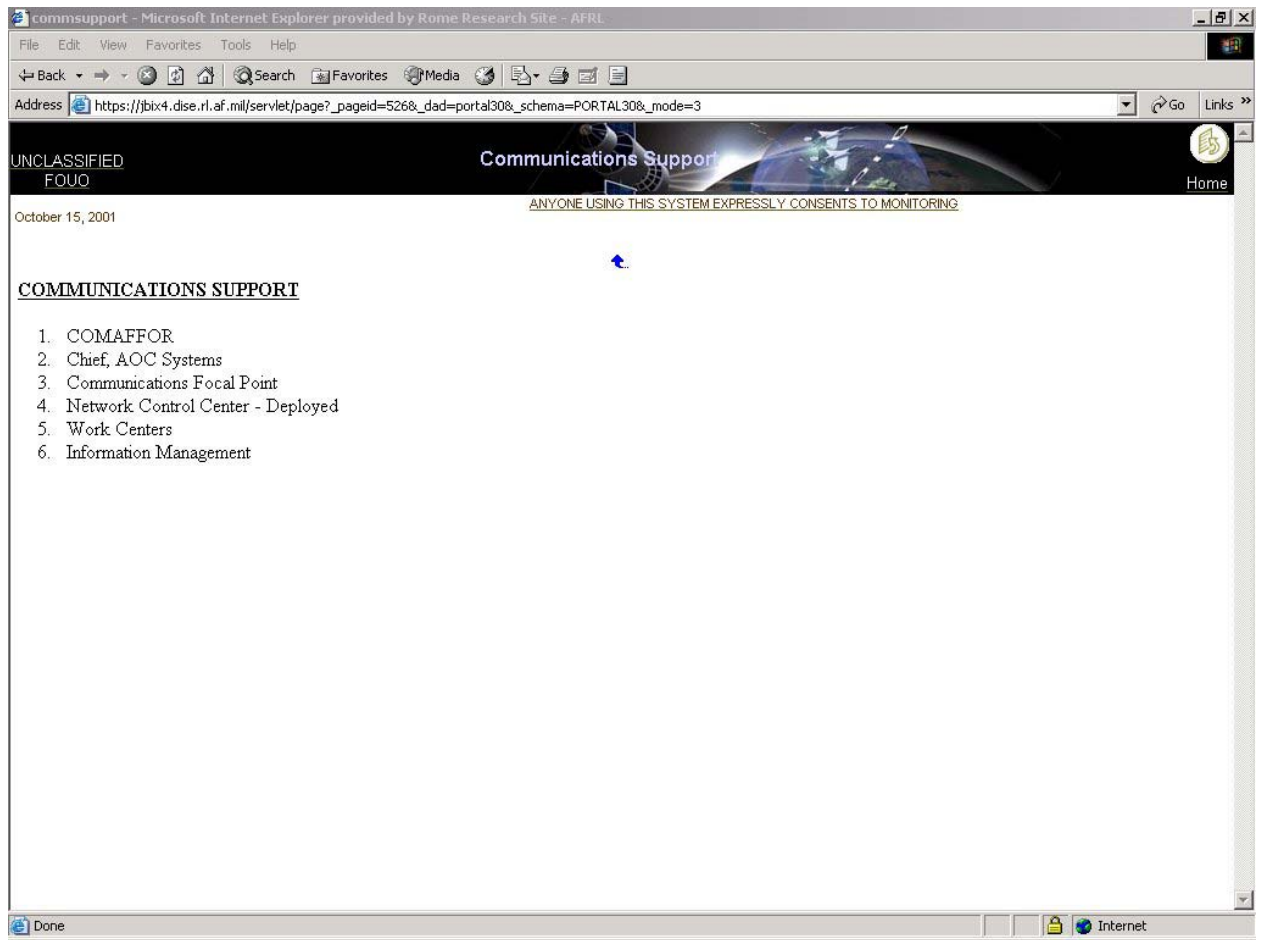 commsupport - Microsoft Internet Explorer provided by Rome Research Site - AFRL
File Edit View Favorites Tools Help
Back Search Favorites Media
Address https://jbix4.dise.rl.af.mil/servlet/page?_pageid=526&_dad=portal30&_schema=PORTAL30&_mode=3 Go Links »
UNCLASSIFIED
FOUO
Communications Support
Home
ANYONE USING THIS SYSTEM EXPRESSLY CONSENTS TO MONITORING
October 15, 2001
COMMUNICATIONS SUPPORT
1. COMAFFOR
2. Chief, AOC Systems
3. Communications Focal Point
4. Network Control Center - Deployed
5. Work Centers
6. Information Management
Done Internet